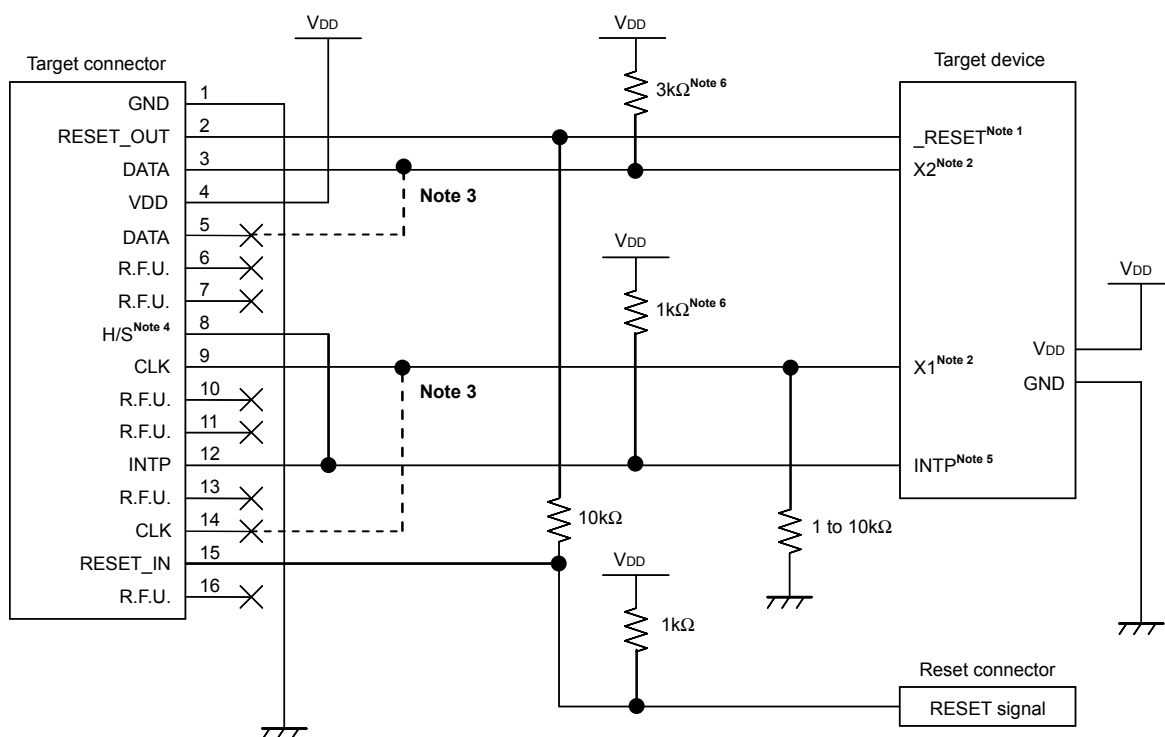 VDD
VDD
Target connector
Target device
GND
1
3kΩNote 6
RESET_OUT
2
_RESETNote 1
DATA
3
X2Note 2
VDD
4
Note 3
DATA
5
R.F.U.
6
VDD
VDD
R.F.U.
7
1kΩNote 6
H/SNote 4
8
VDD
CLK
9
X1Note 2
GND
Note 3
R.F.U.
10
R.F.U.
11
INTP
12
INTPNote 5
R.F.U.
13
10kΩ
1 to 10kΩ
CLK
14
RESET_IN
15
VDD
R.F.U.
16
1kΩ
Reset connector
RESET signal